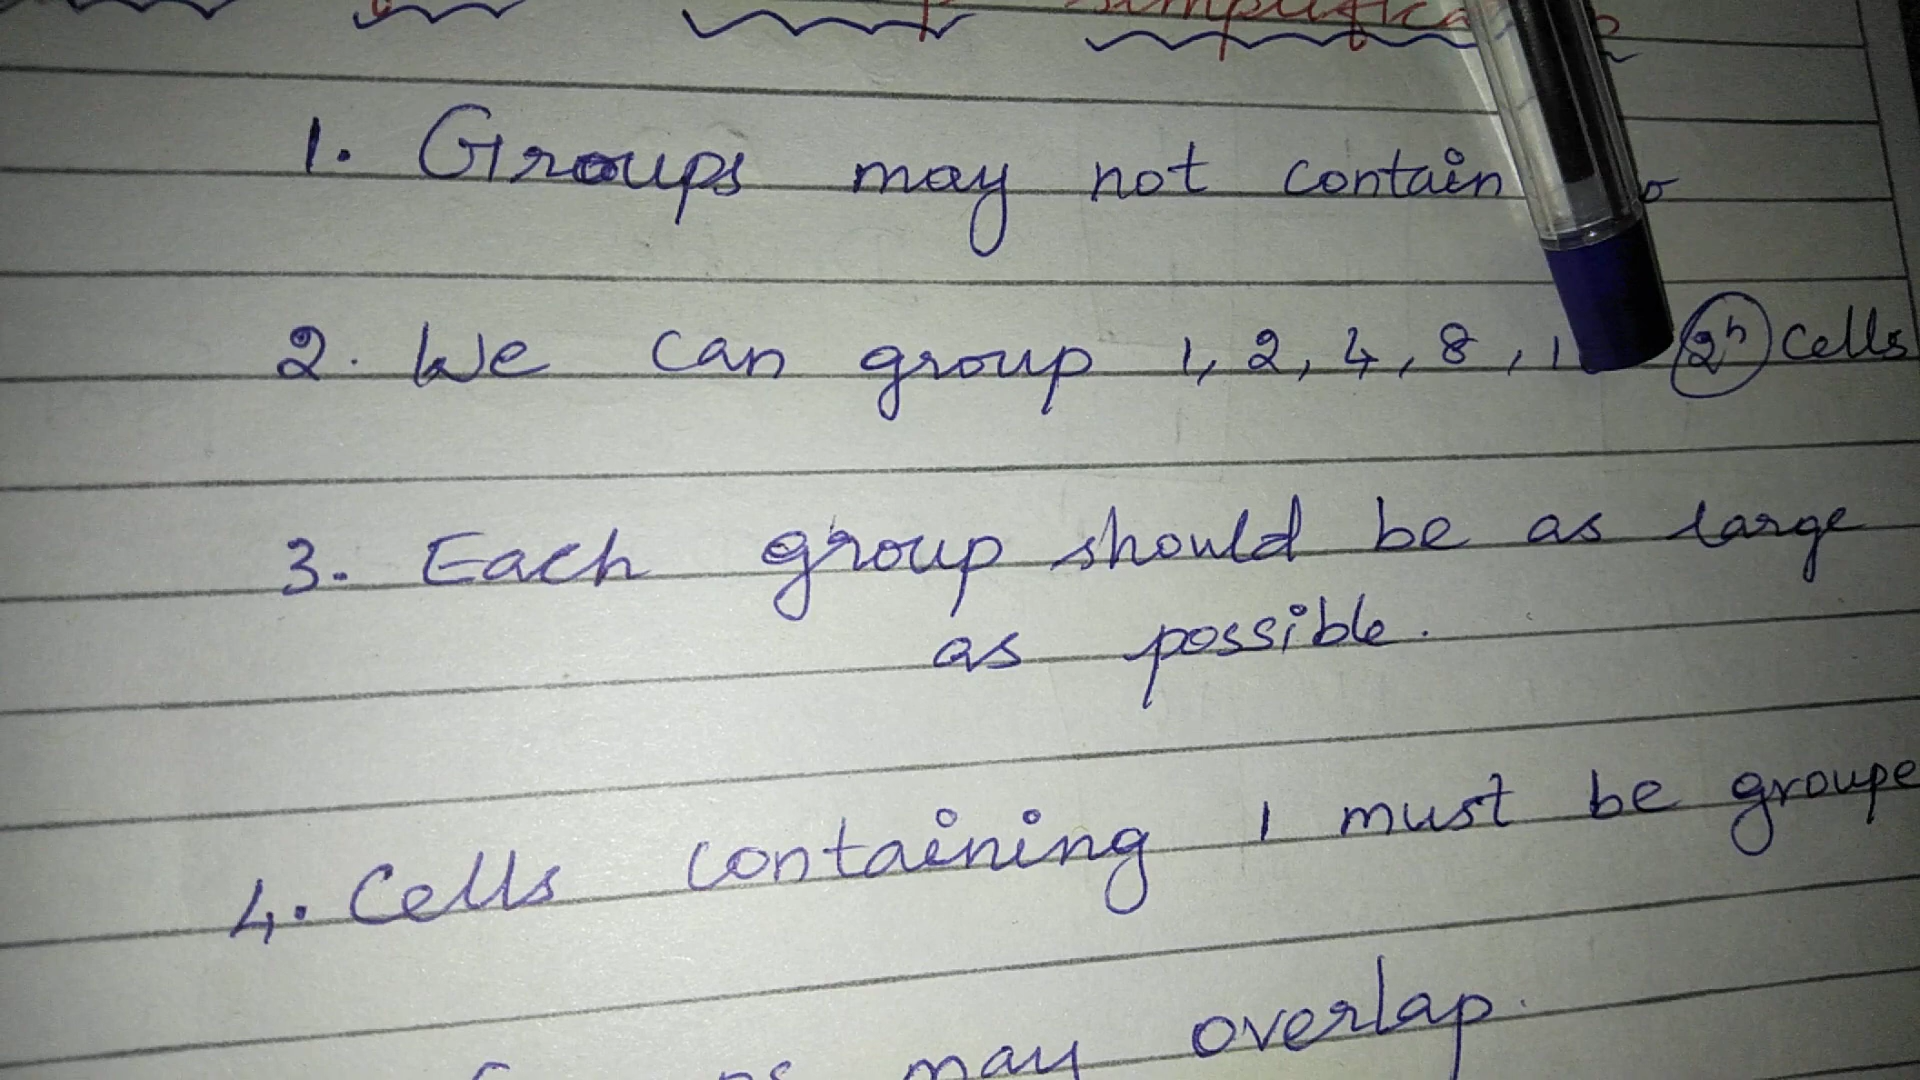 1. Groups may not contain
2. We can group 1, 2, 4, 8, 1 2ⁿ cells
3. Each group should be as large
as possible.
4. Cells containing 1 must be groupe
may overlap.